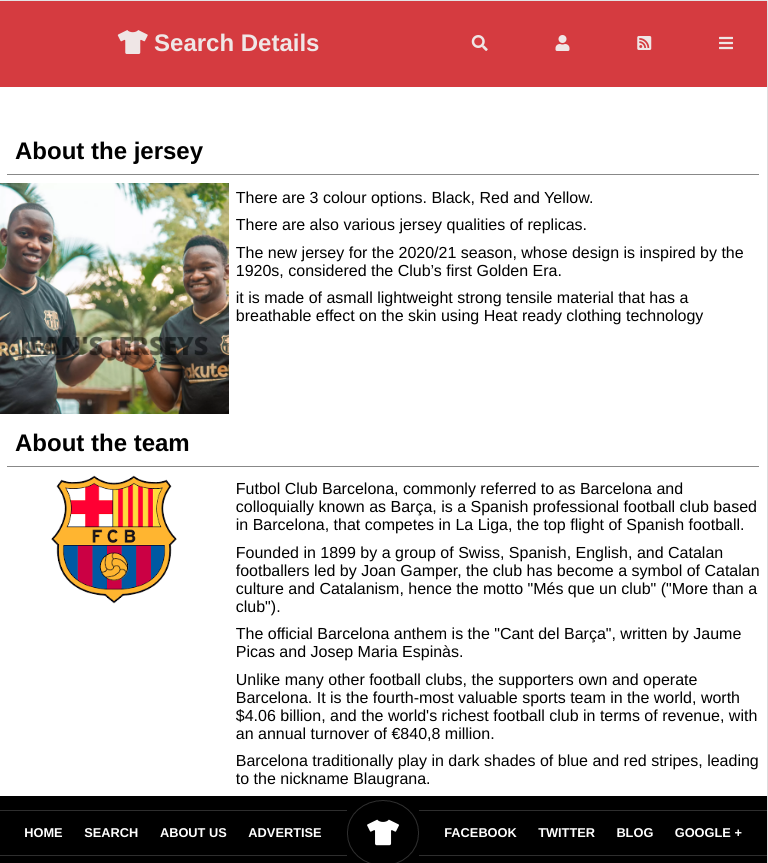 Search Details
About the jersey
There are 3 colour options. Black, Red and Yellow.
There are also various jersey qualities of replicas.
The new jersey for the 2020/21 season, whose design is inspired by the
1920s, considered the Club's first Golden Era.
it is made of asmall lightweight strong tensile material that has a
breathable effect on the skin using Heat ready clothing technology
JERSEYS
About the team
FCB
Futbol Club Barcelona, commonly referred to as Barcelona and
colloquially known as Barça, is a Spanish professional football club based
in Barcelona, that competes in La Liga, the top flight of Spanish football.
Founded in 1899 by a group of Swiss, Spanish, English, and Catalan
footballers led by Joan Gamper, the club has become a symbol of Catalan
culture and Catalanism, hence the motto "Més que un club" ("More than a
club").
The official Barcelona anthem is the "Cant del Barça", written by Jaume
Picas and Josep Maria Espinàs.
Unlike many other football clubs, the supporters own and operate
Barcelona. It is the fourth-most valuable sports team in the world, worth
$4.06 billion, and the world's richest football club in terms of revenue, with
an annual turnover of €840,8 million.
Barcelona traditionally play in dark shades of blue and red stripes, leading
to the nickname Blaugrana.
HOME SEARCH ABOUT US ADVERTISE FACEBOOK TWITTER BLOG GOOGLE +